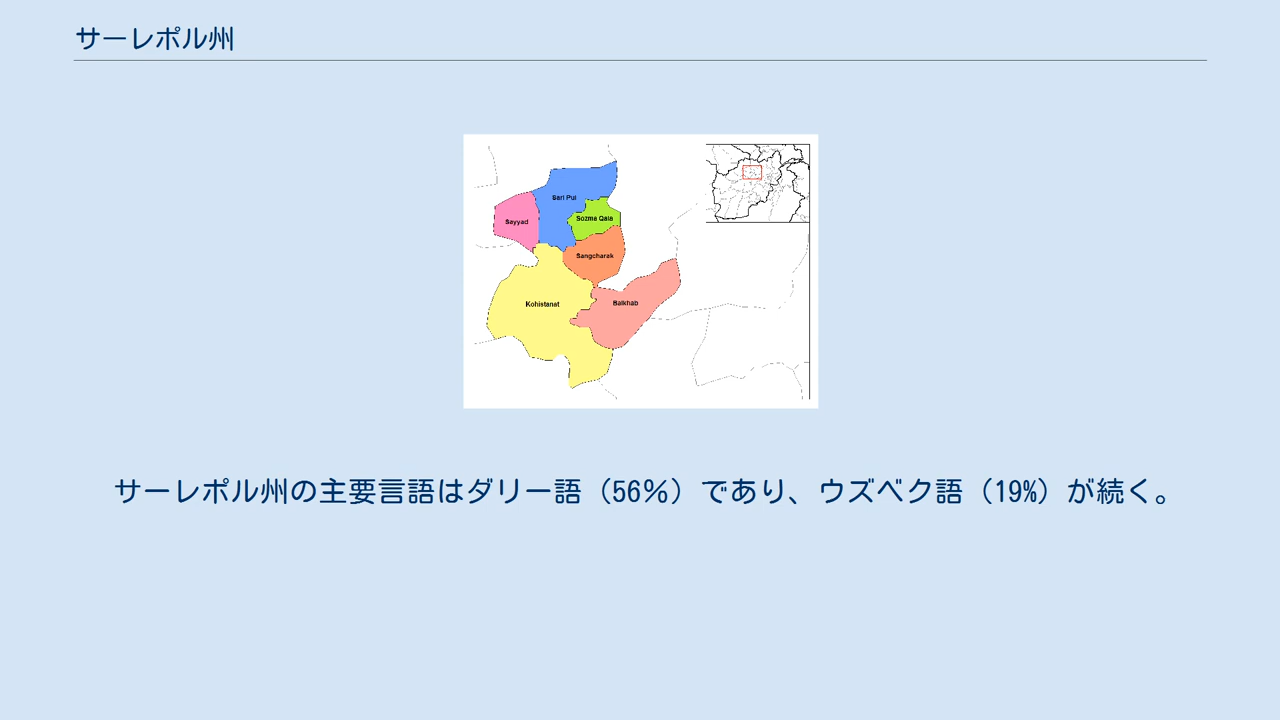 サーレポル州
Sari Pul
Sayyad
Sozma Qala
Sangcharak
Kohistanat
Balkhab
サーレポル州の主要言語はダリー語（56%）であり、ウズベク語（19%）が続く。